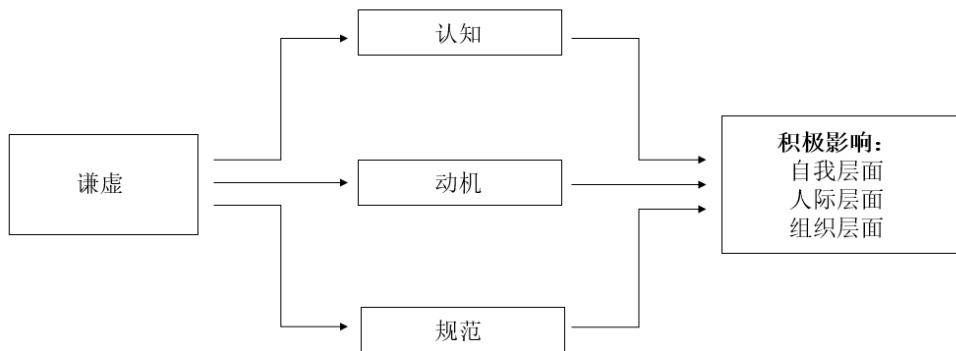 认知
谦虚
动机
规范
积极影响：
自我层面
人际层面
组织层面